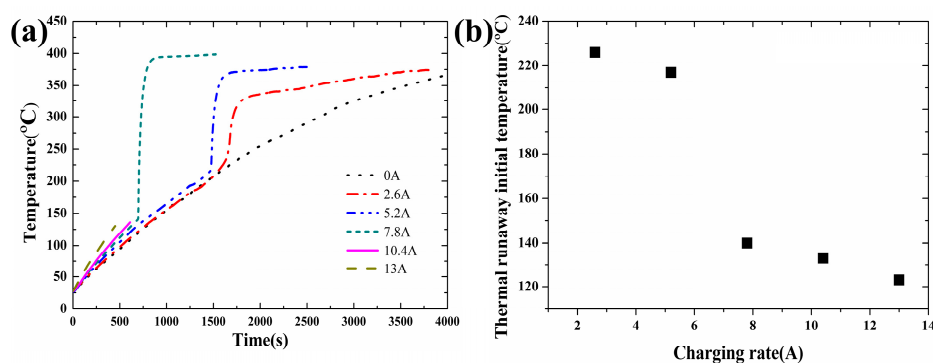 (a)
Temperature(°C)
450
400
350
300
250
200
150
100
50
0
0A
2.6A
5.2A
7.8A
10.4A
13A
0 500 1000 1500 2000 2500 3000 3500 4000
Time(s)
(b)
Thermal runaway initial temperature(°C)
220
200
180
160
140
120
2 4 6 8 10 12 14
Charging rate(A)